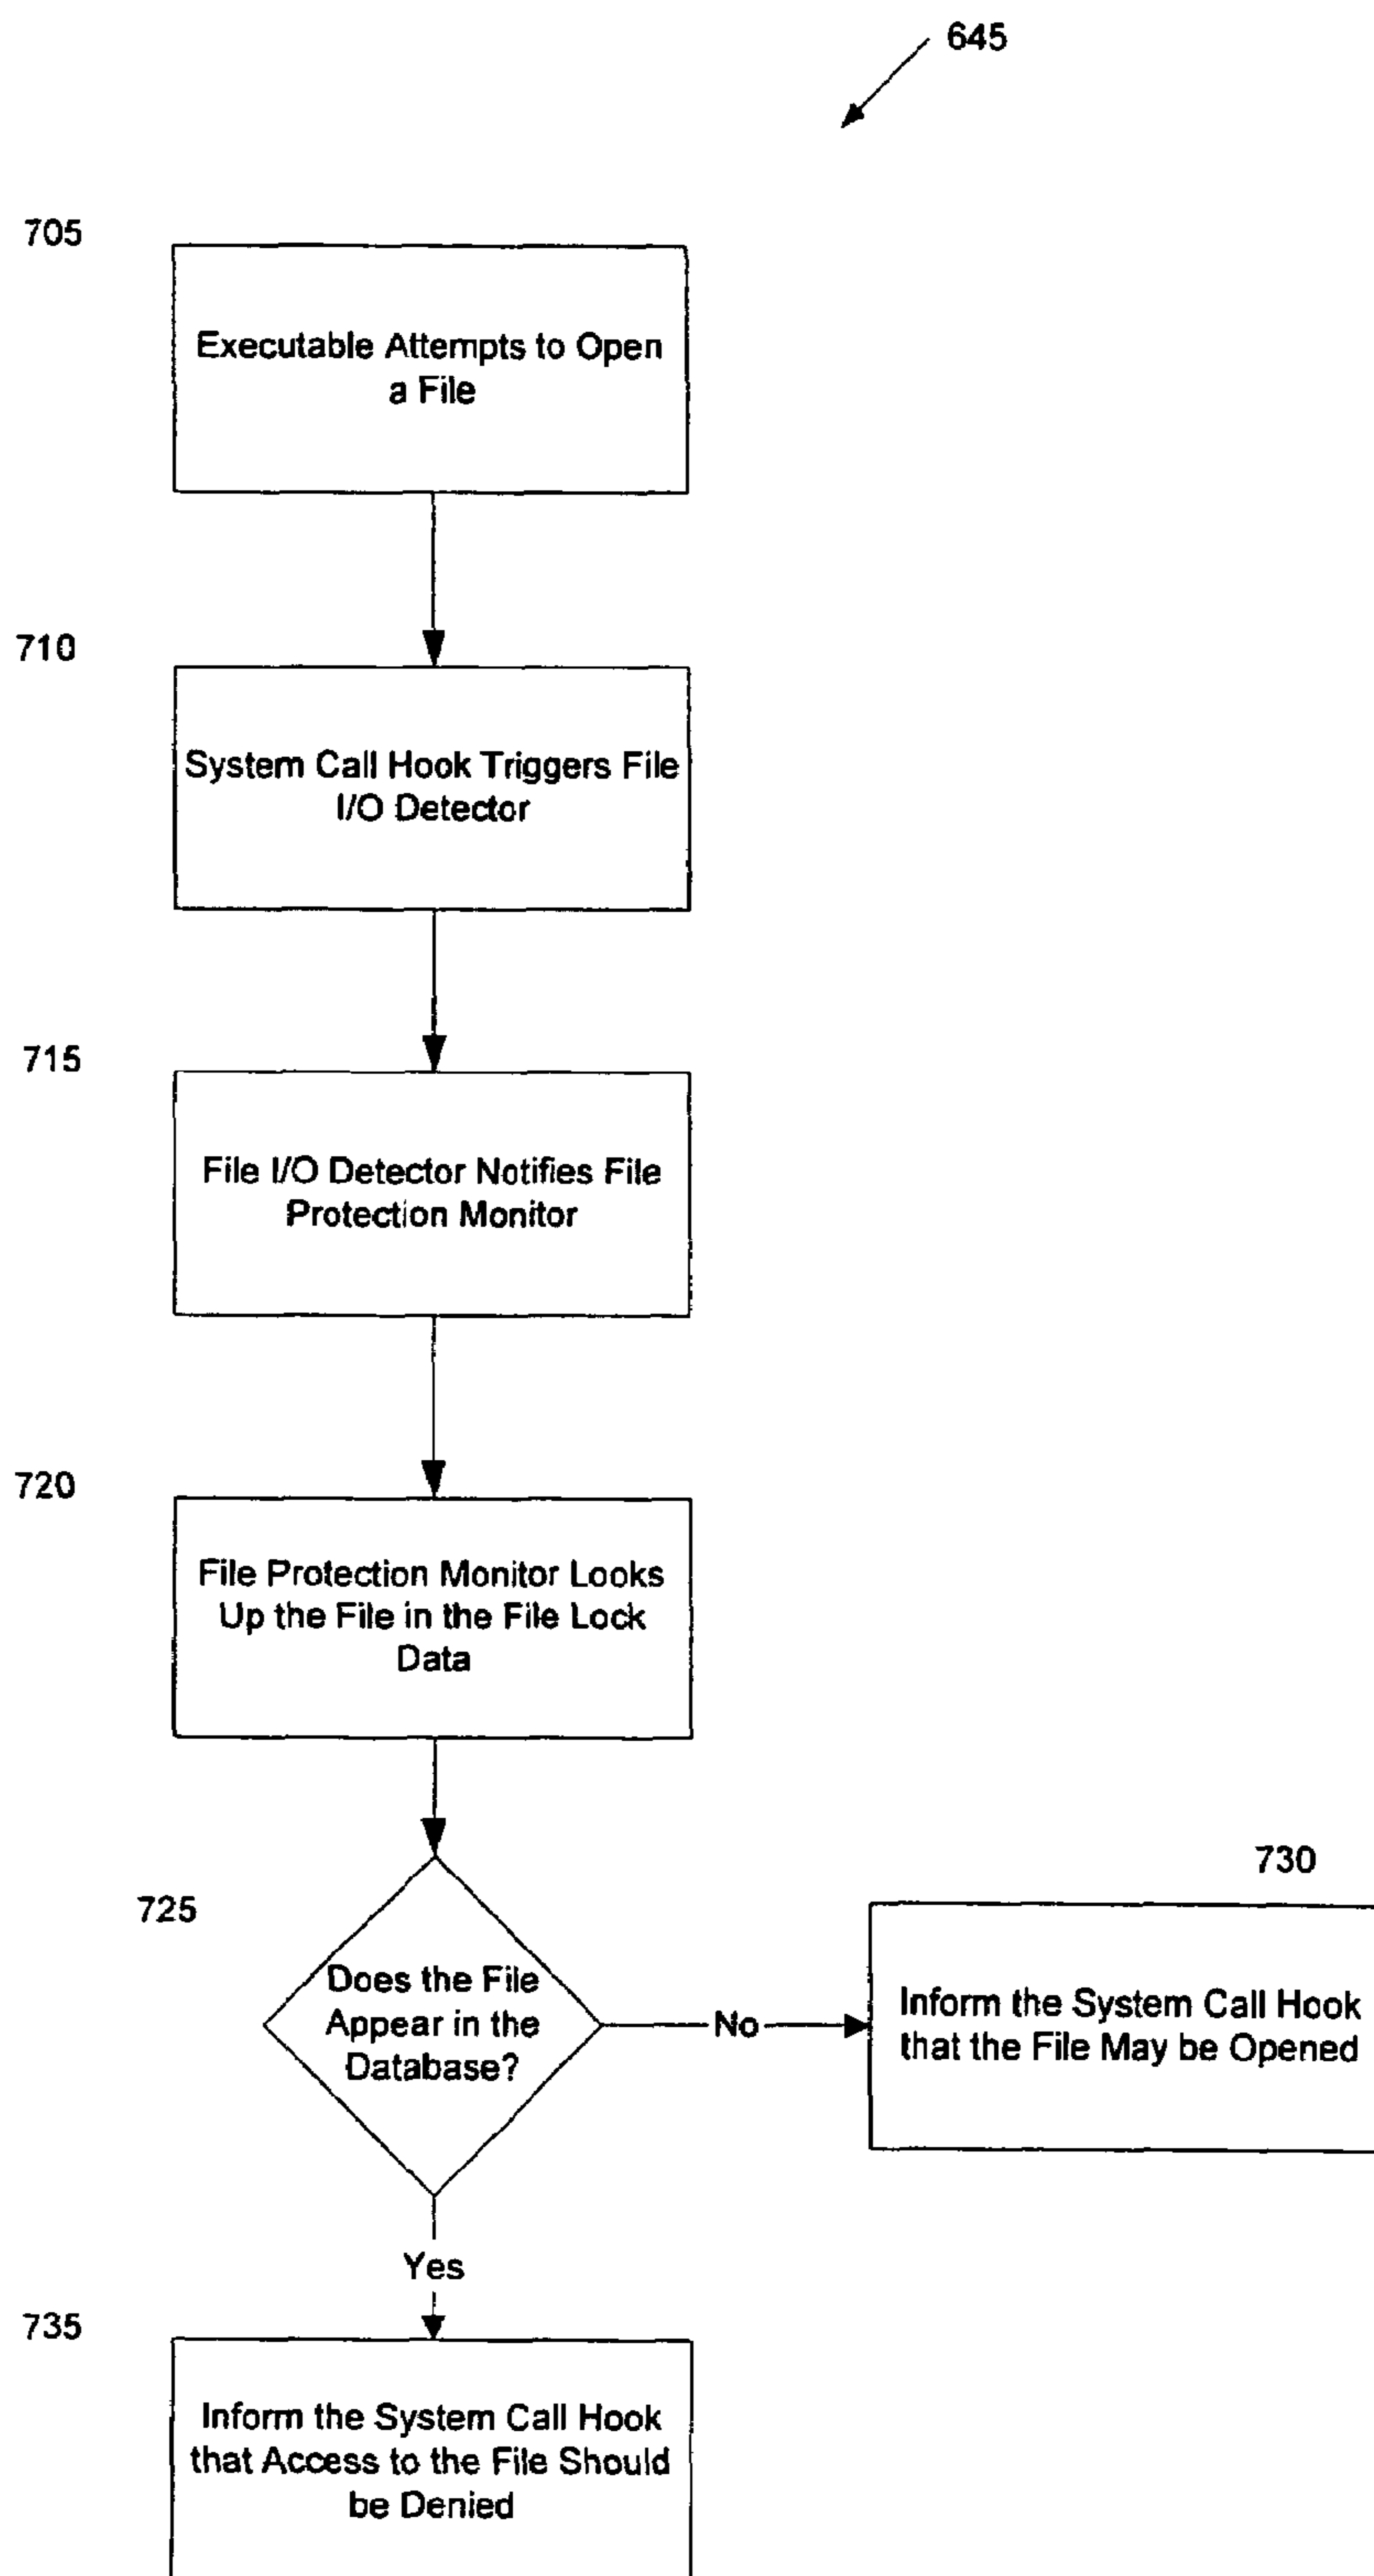 645
705
Executable Attempts to Open
a File
710
System Call Hook Triggers File
I/O Detector
715
File I/O Detector Notifies File
Protection Monitor
720
File Protection Monitor Looks
Up the File in the File Lock
Data
725
Does the File
Appear in the
Database?
No
730
Inform the System Call Hook
that the File May be Opened
Yes
735
Inform the System Call Hook
that Access to the File Should
be Denied